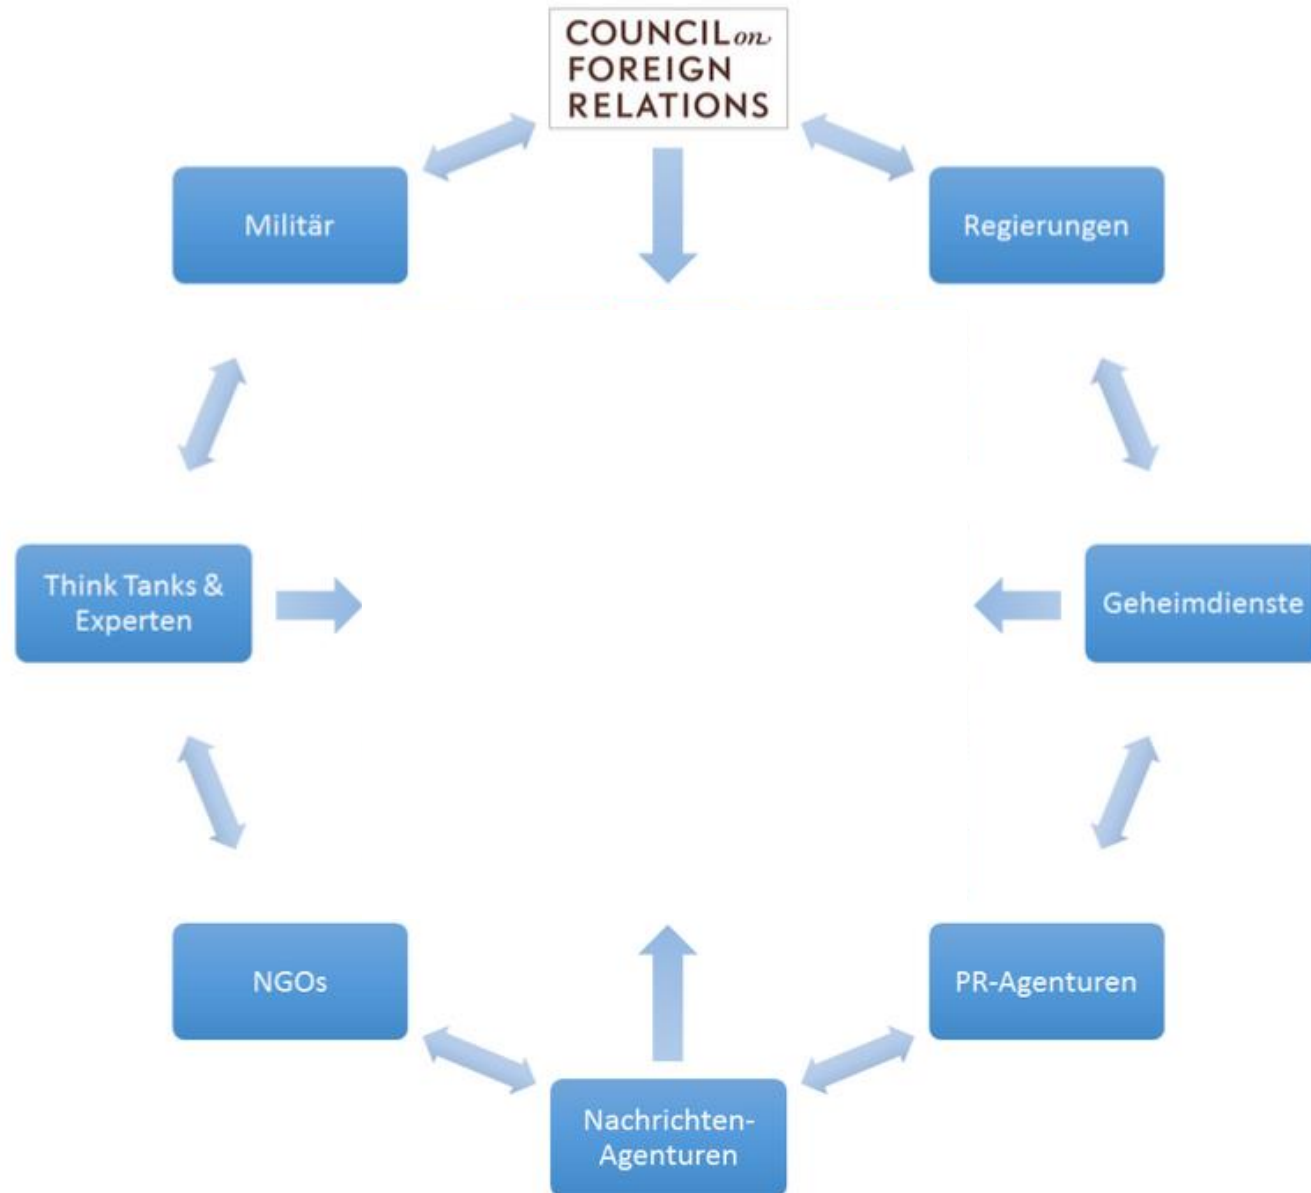 COUNCIL on
FOREIGN
RELATIONS
Militär
Regierungen
Think Tanks &
Experten
Geheimdienste
NGOs
PR-Agenturen
Nachrichten-
Agenturen